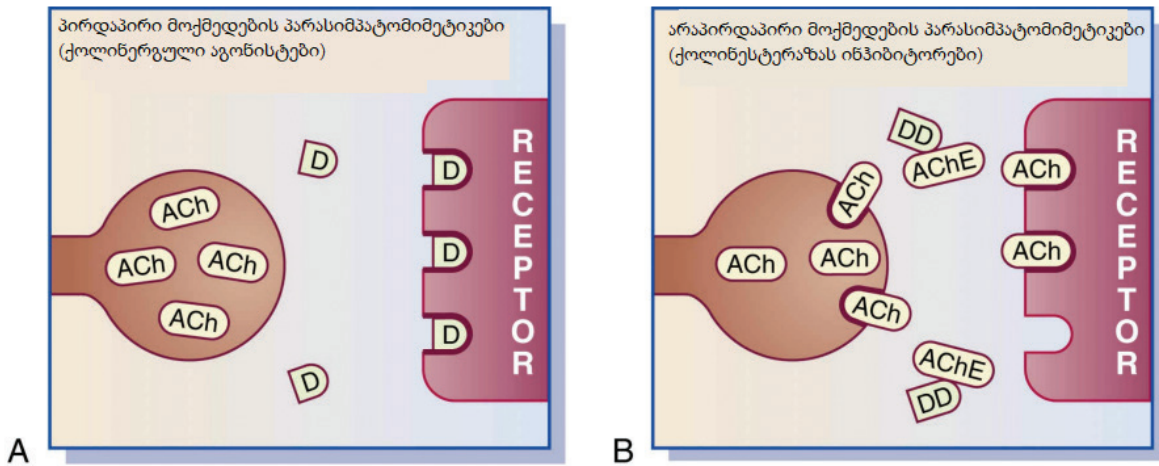 პირდაპირი მოქმედების პარასიმპატომიმეტიკები
(ქოლინერგული აგონისტები)
D
D
D
D
D
ACh
ACh
ACh
ACh
RECEPTOR
A
არაპირდაპირი მოქმედების პარასიმპატომიმეტიკები
(ქოლინესტერაზას ინჰიბიტორები)
DD
AChE
ACh
ACh
ACh
ACh
ACh
ACh
AChE
DD
RECEPTOR
B